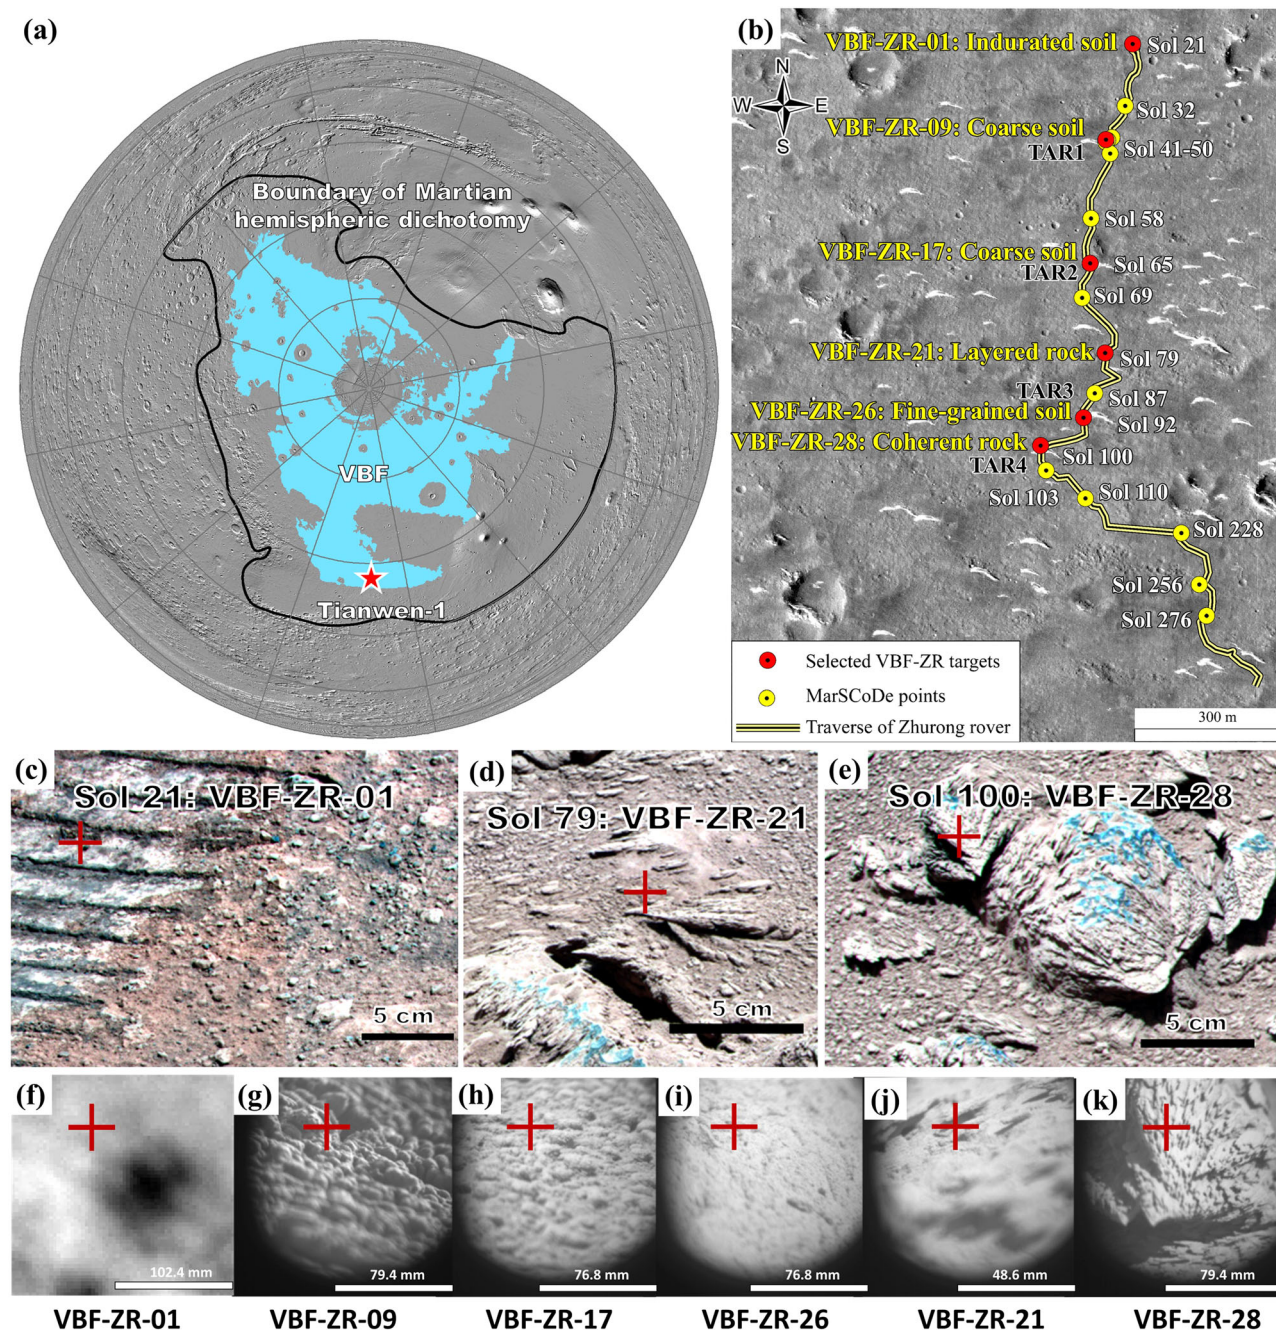 (a)
Boundary of Martian
hemispheric dichotomy
VBF
Tianwen-1
(b)
N
W E
S
VBF-ZR-01: Indurated soil
Sol 21
Sol 32
VBF-ZR-09: Coarse soil
TAR1
Sol 41-50
Sol 58
VBF-ZR-17: Coarse soil
TAR2
Sol 65
Sol 69
VBF-ZR-21: Layered rock
Sol 79
TAR3
Sol 87
VBF-ZR-26: Fine-grained soil
Sol 92
VBF-ZR-28: Coherent rock
Sol 100
TAR4
Sol 103
Sol 110
Sol 228
Sol 256
Sol 276
Selected VBF-ZR targets
MarSCoDe points
Traverse of Zhurong rover
300 m
(c)
Sol 21: VBF-ZR-01
5 cm
(d)
Sol 79: VBF-ZR-21
5 cm
(e)
Sol 100: VBF-ZR-28
5 cm
(f)
102.4 mm
VBF-ZR-01
(g)
79.4 mm
VBF-ZR-09
(h)
76.8 mm
VBF-ZR-17
(i)
76.8 mm
VBF-ZR-26
(j)
48.6 mm
VBF-ZR-21
(k)
79.4 mm
VBF-ZR-28